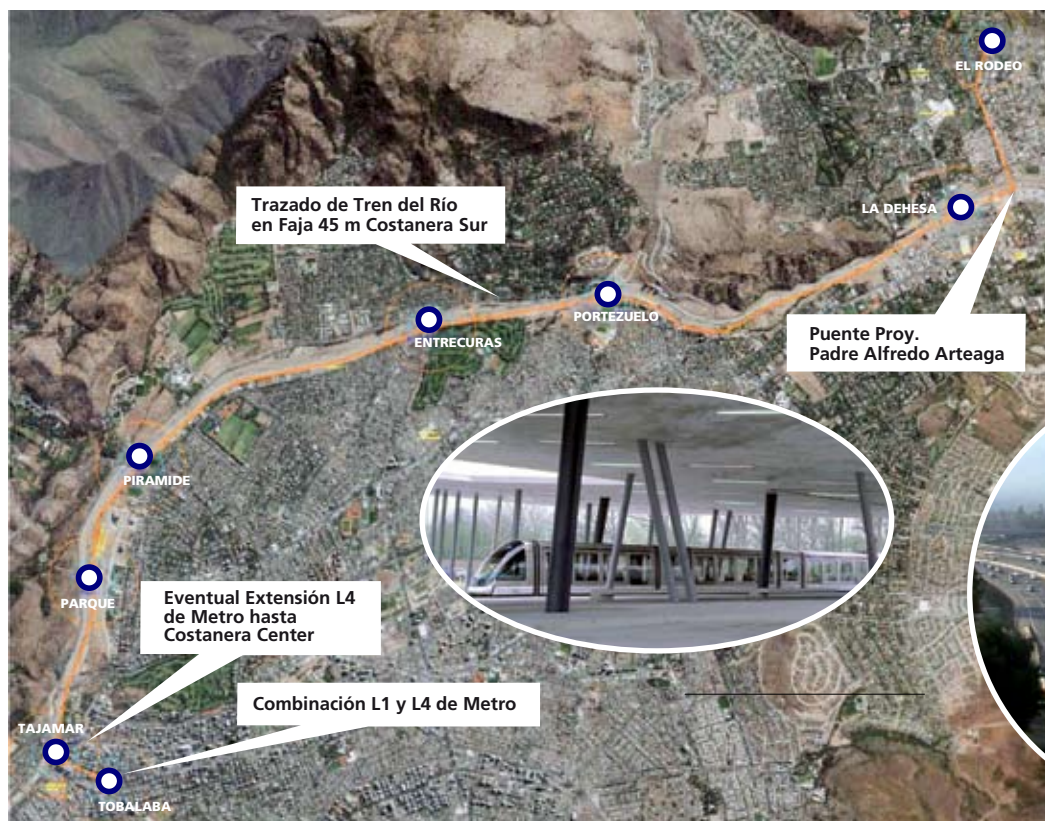 EL RODEO
Trazado de Tren del Río
en Faja 45 m Costanera Sur
LA DEHESA
PORTEZUELO
ENTRECURAS
Puente Proy.
Padre Alfredo Arteaga
PIRAMIDE
PARQUE
Eventual Extensión L4
de Metro hasta
Costanera Center
Combinación L1 y L4 de Metro
TAJAMAR
TOBALABA